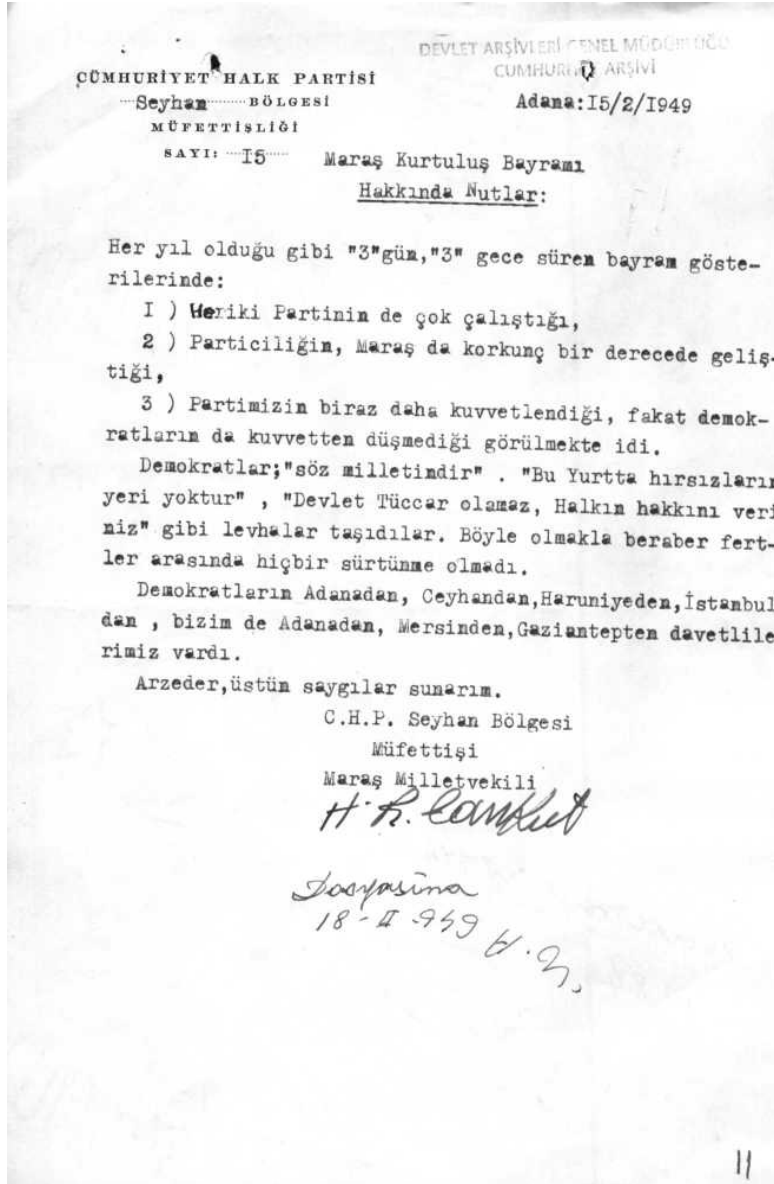 DEVLET ARŞİVLERİ GENEL MÜDÜRLÜĞÜ
CUMHURİYET ARŞİVİ
CÜMHURİYET HALK PARTİSİ
Seyhan BÖLGESİ
MÜFETTİŞLİĞİ
SAYI: I5
Adana:I5/2/I949
Maraş Kurtuluş Bayramı
Hakkında Nutlar:
Her yıl olduğu gibi "3"gün,"3" gece süren bayram göste-
rilerinde:
I ) Heriki Partinin de çok çalıştığı,
2 ) Particiliğin, Maraş da korkunç bir derecede geliş-
tiği,
3 ) Partimizin biraz daha kuvvetlendiği, fakat demok-
ratların da kuvvetten düşmediği görülmekte idi.
Demokratlar;"söz milletindir" . "Bu Yurtta hırsızların
yeri yoktur" , "Devlet Tüccar olamaz, Halkın hakkını veri
niz" gibi levhalar taşıdılar. Böyle olmakla beraber fert-
ler arasında hiçbir sürtünme olmadı.
Demokratların Adanadan, Ceyhandan,Haruniyeden,İstanbul
dan , bizim de Adanadan, Mersinden,Gaziantepten davetlile
rimiz vardı.
Arzeder,üstün saygılar sunarım.
C.H.P. Seyhan Bölgesi
Müfettişi
Maraş Milletvekili
H. R. Cankut
Dosyasına
18-II-949
11